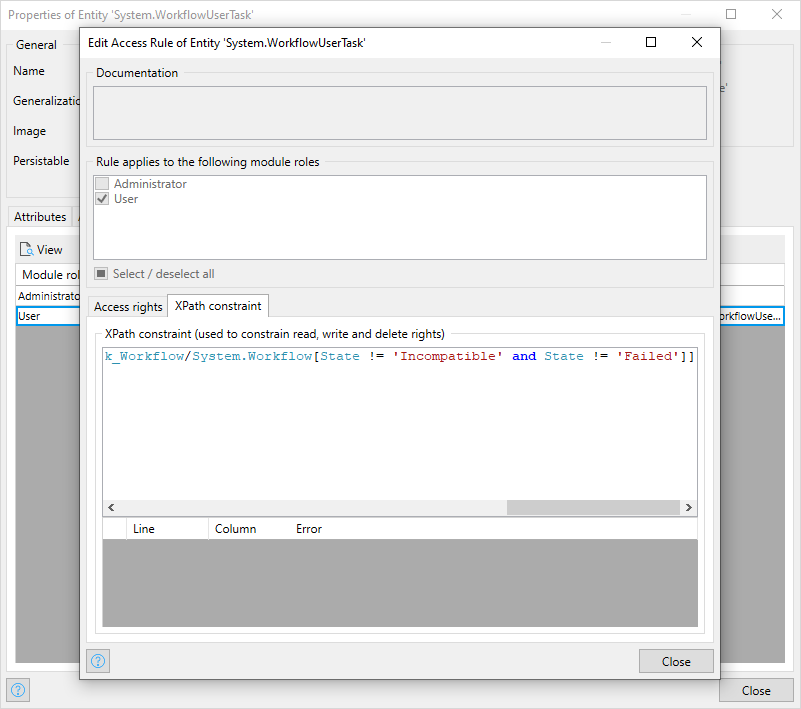 Properties of Entity 'System.WorkflowUserTask'
General
Name
Generalizatio
Image
Persistable
Attributes
View
Module rol
Administrato
User
orkflowUse...
Close
Edit Access Rule of Entity 'System.WorkflowUserTask'
Documentation
Rule applies to the following module roles
Administrator
User
Select / deselect all
Access rights
XPath constraint
XPath constraint (used to constrain read, write and delete rights)
k_Workflow/System.Workflow[State != 'Incompatible' and State != 'Failed']]
Line Column Error
Close